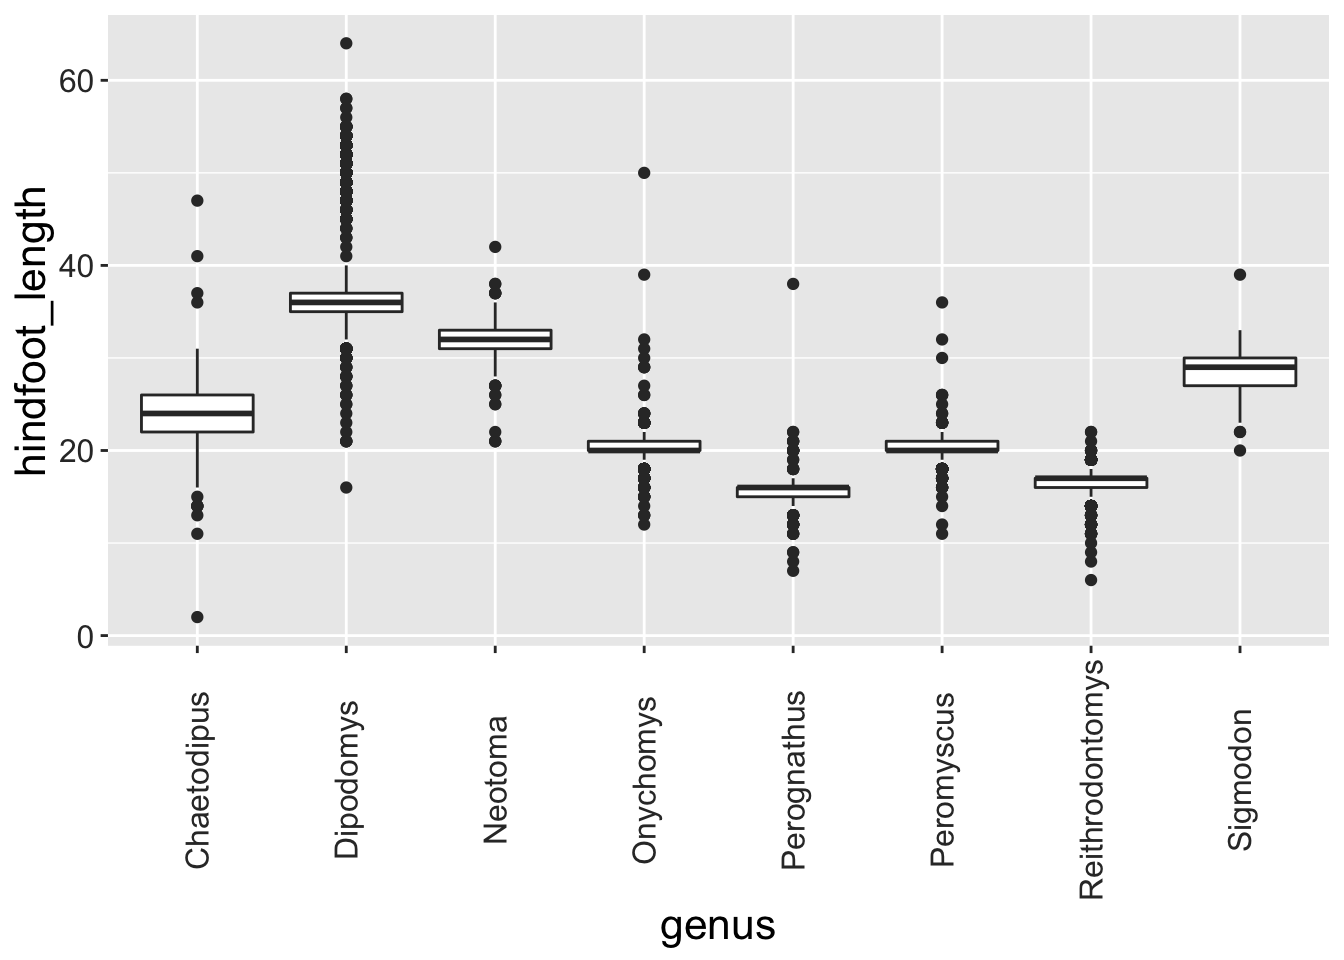 hindfoot_length
60
40
20
0
Chaetodipus
Dipodomys
Neotoma
Onychomys
Perognathus
Peromyscus
Reithrodontomys
Sigmodon
genus